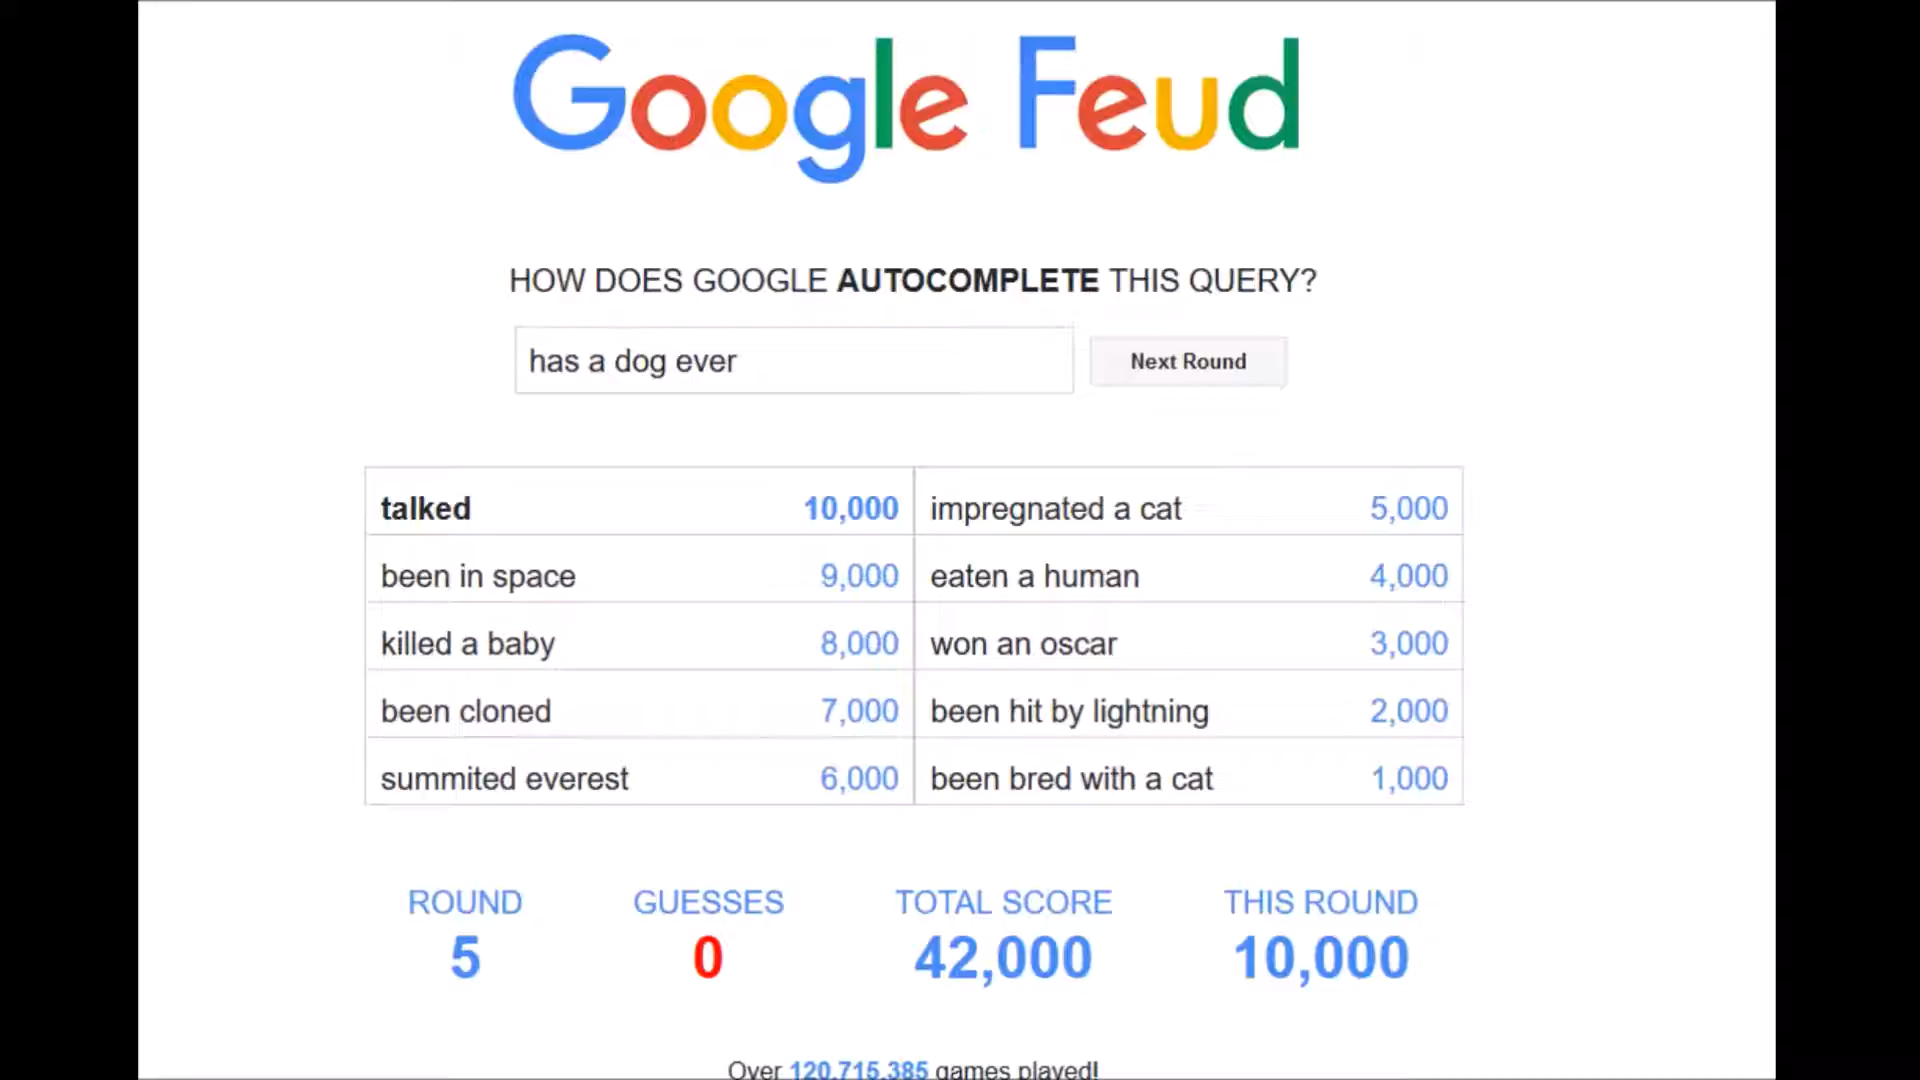 Google Feud
HOW DOES GOOGLE AUTOCOMPLETE THIS QUERY?
has a dog ever
Next Round
talked 10,000 impregnated a cat 5,000
been in space 9,000 eaten a human 4,000
killed a baby 8,000 won an oscar 3,000
been cloned 7,000 been hit by lightning 2,000
summited everest 6,000 been bred with a cat 1,000
ROUND GUESSES TOTAL SCORE THIS ROUND
5 0 42,000 10,000
Over 120,715,385 games played!